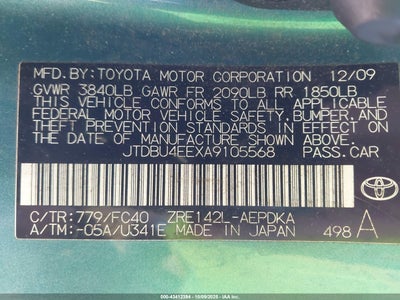 MFD.BY:TOYOTA MOTOR CORPORATION 12/09
GVWR 3840LB GAWR FR 2090LB RR 1850LB
THIS VEHICLE CONFORMS TO ALL APPLICABLE
FEDERAL MOTOR VEHICLE SAFETY,BUMPER,AND
THEFT PREVENTION STANDARDS IN EFFECT ON
THE DATE OF MANUFACTURE SHOWN ABOVE.
JTDBU4EEXA9105568 PASS.CAR
C/TR:779/FC40 ZRE142L-AEPDKA
A/TM:-05A/U341E MADE IN JAPAN 498 A
TOYOTA
000-43412384 | 10/09/2025 | IAAI.COM